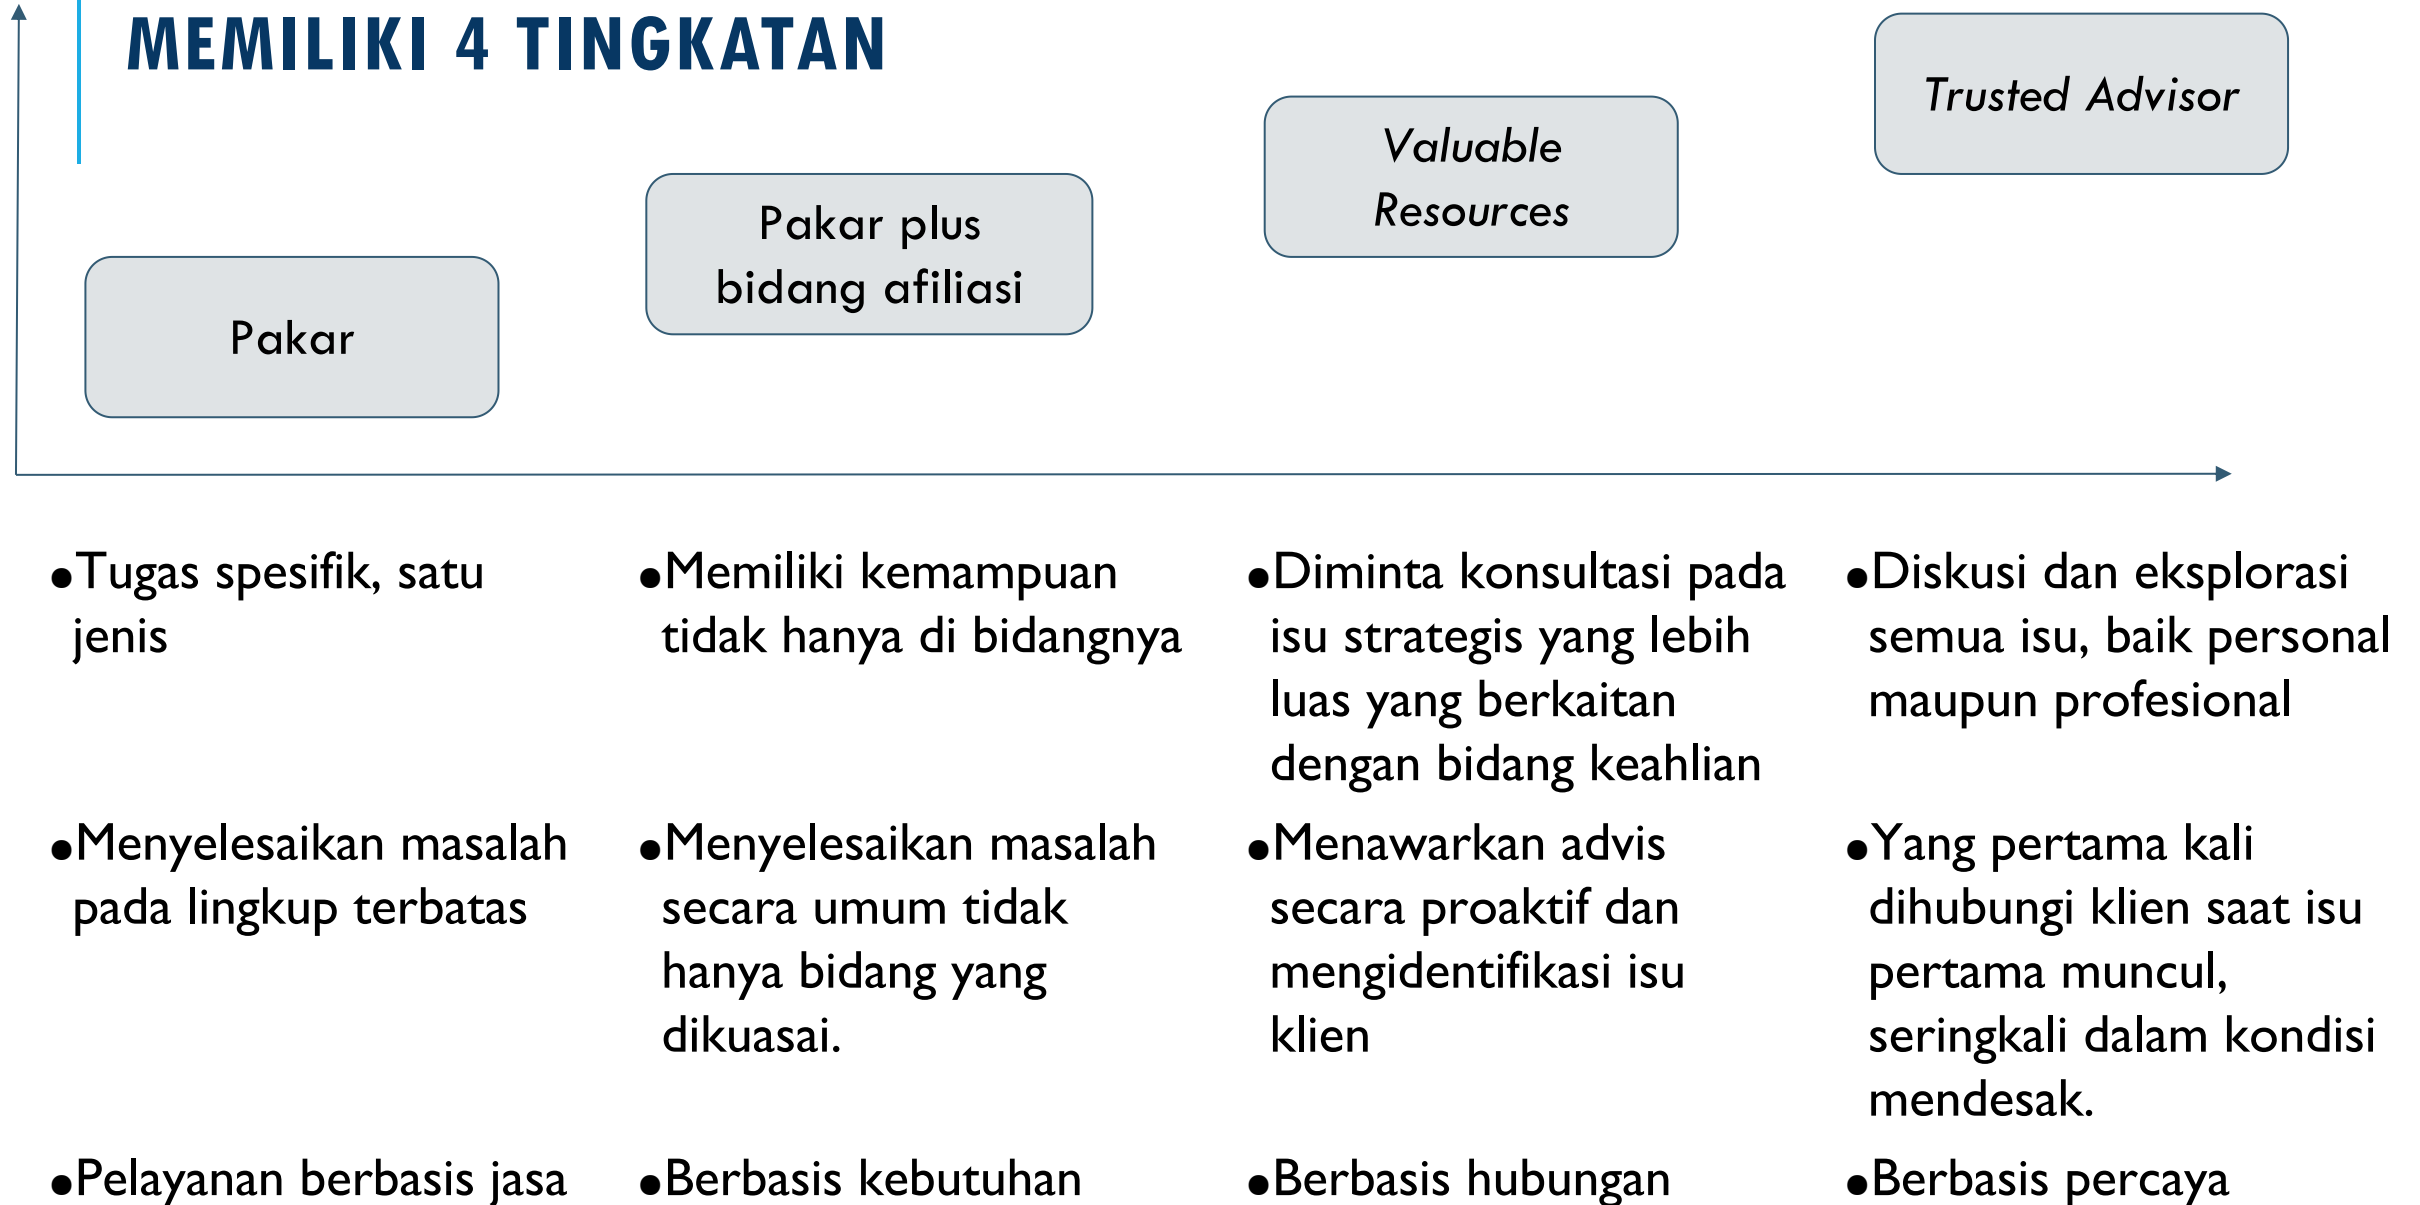 MEMILIKI 4 TINGKATAN
Pakar
Pakar plus
bidang afiliasi
Valuable
Resources
Trusted Advisor
•Tugas spesifik, satu
jenis
•Menyelesaikan masalah
pada lingkup terbatas
•Pelayanan berbasis jasa
•Memiliki kemampuan
tidak hanya di bidangnya
•Menyelesaikan masalah
secara umum tidak
hanya bidang yang
dikuasai.
•Berbasis kebutuhan
•Diminta konsultasi pada
isu strategis yang lebih
luas yang berkaitan
dengan bidang keahlian
•Menawarkan advis
secara proaktif dan
mengidentifikasi isu
klien
•Berbasis hubungan
•Diskusi dan eksplorasi
semua isu, baik personal
maupun profesional
•Yang pertama kali
dihubungi klien saat isu
pertama muncul,
seringkali dalam kondisi
mendesak.
•Berbasis percaya